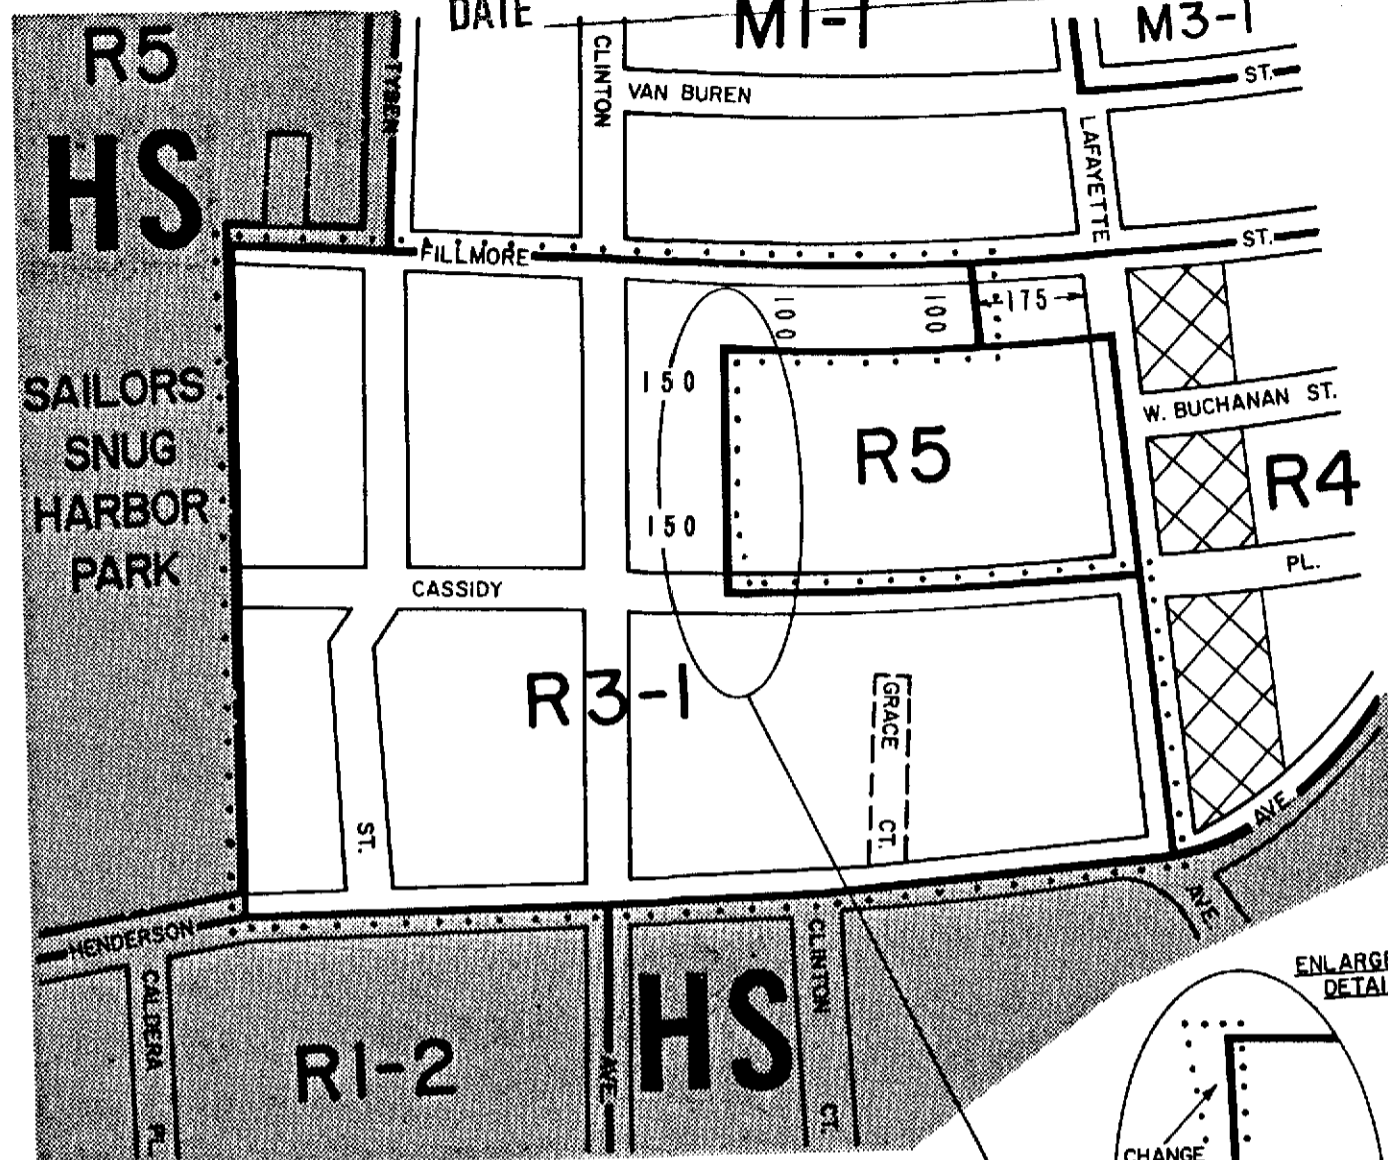 DATE
M1-1
M3-1
R5
HS
TYSEN
CLINTON
VAN BUREN
ST.
LAFAYETTE
FILLMORE
ST.
100
100
175
150
150
R5
W. BUCHANAN ST.
R4
SAILORS
SNUG
HARBOR
PARK
CASSIDY
PL.
R3-1
GRACE CT.
ST.
AVE.
AVE.
HENDERSON
CALDERA PL.
R1-2
AVE.
HS
CLINTON CT.
ENLARGE
DETAI
CHANGE